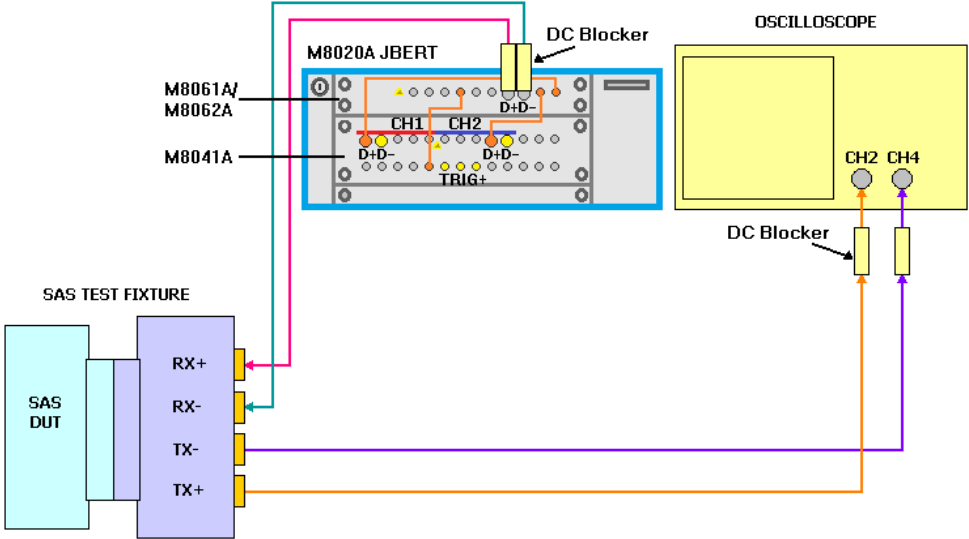 OSCILLOSCOPE
DC Blocker
M8020A JBERT
M8061A/
M8062A
D+D-
CH1 CH2
M8041A
D+D- D+D-
TRIG+
CH2 CH4
DC Blocker
SAS TEST FIXTURE
RX+
SAS
DUT
RX-
TX-
TX+